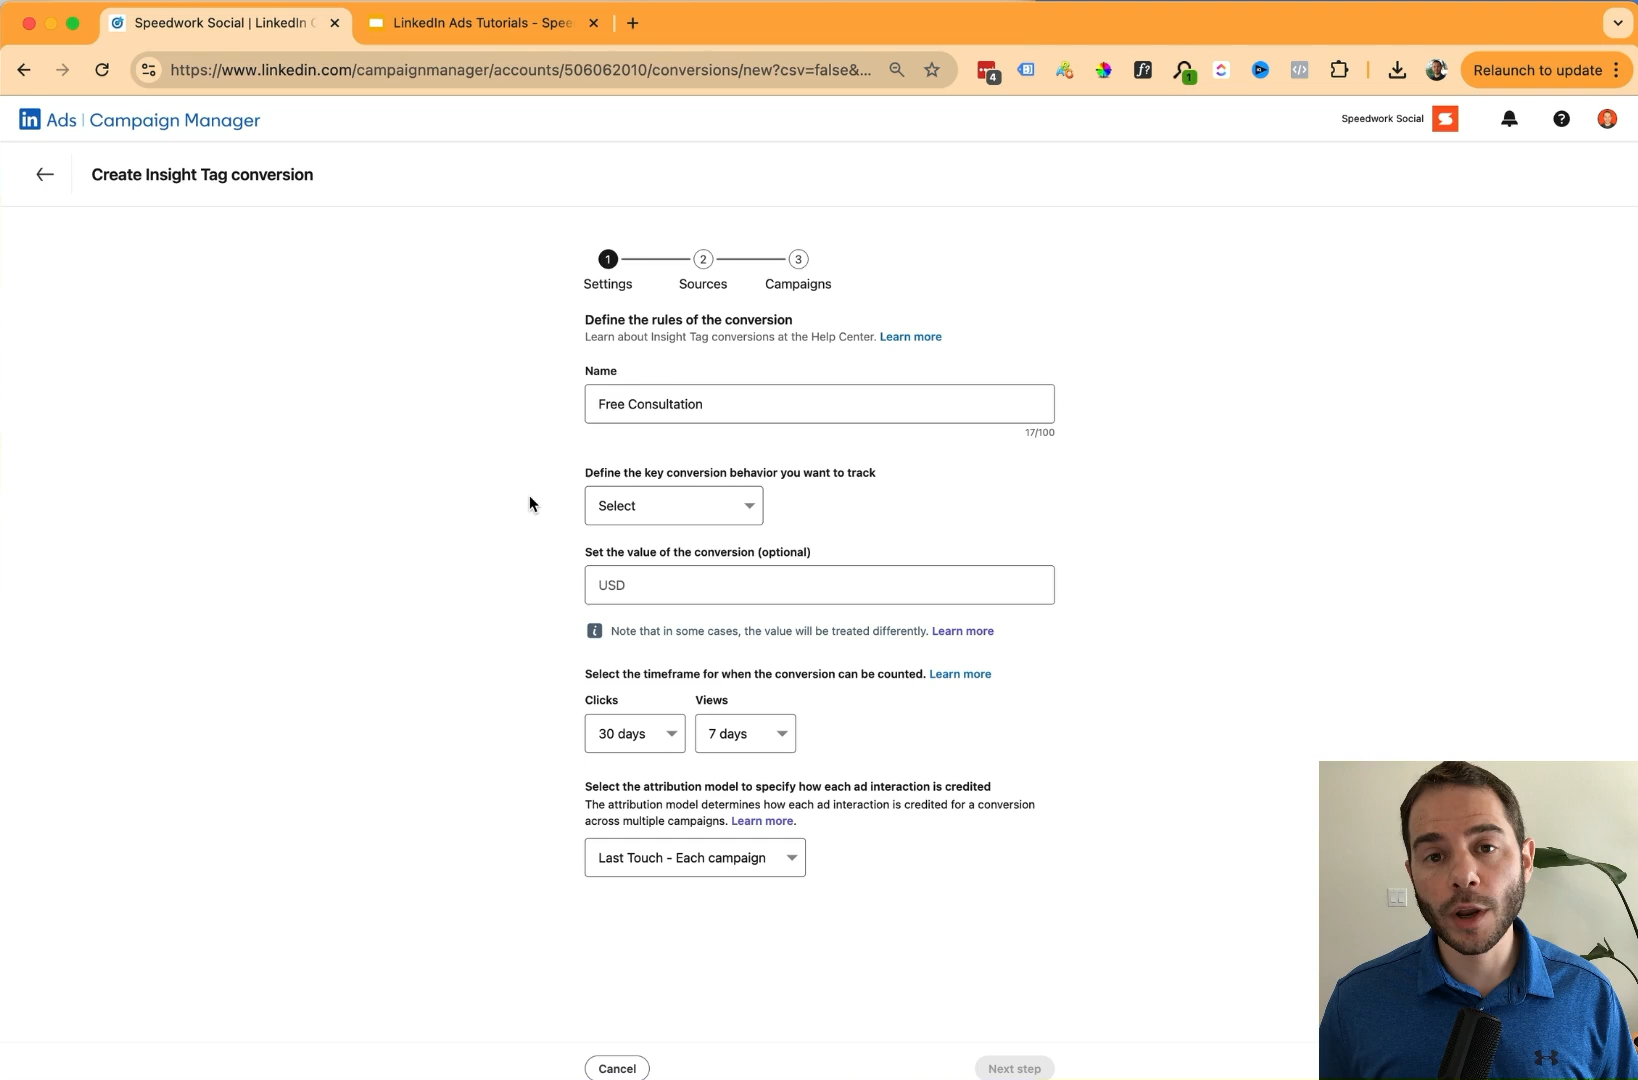 Speedwork Social | LinkedIn C
LinkedIn Ads Tutorials - Spee
https://www.linkedin.com/campaignmanager/accounts/506062010/conversions/new?csv=false&...
4
1
Relaunch to update
in Ads | Campaign Manager
Speedwork Social
Create Insight Tag conversion
1
2
3
Settings
Sources
Campaigns
Define the rules of the conversion
Learn about Insight Tag conversions at the Help Center. Learn more
Name
Free Consultation
17/100
Define the key conversion behavior you want to track
Select
Set the value of the conversion (optional)
USD
Note that in some cases, the value will be treated differently. Learn more
Select the timeframe for when the conversion can be counted. Learn more
Clicks
Views
30 days
7 days
Select the attribution model to specify how each ad interaction is credited
The attribution model determines how each ad interaction is credited for a conversion
across multiple campaigns. Learn more.
Last Touch - Each campaign
Cancel
Next step